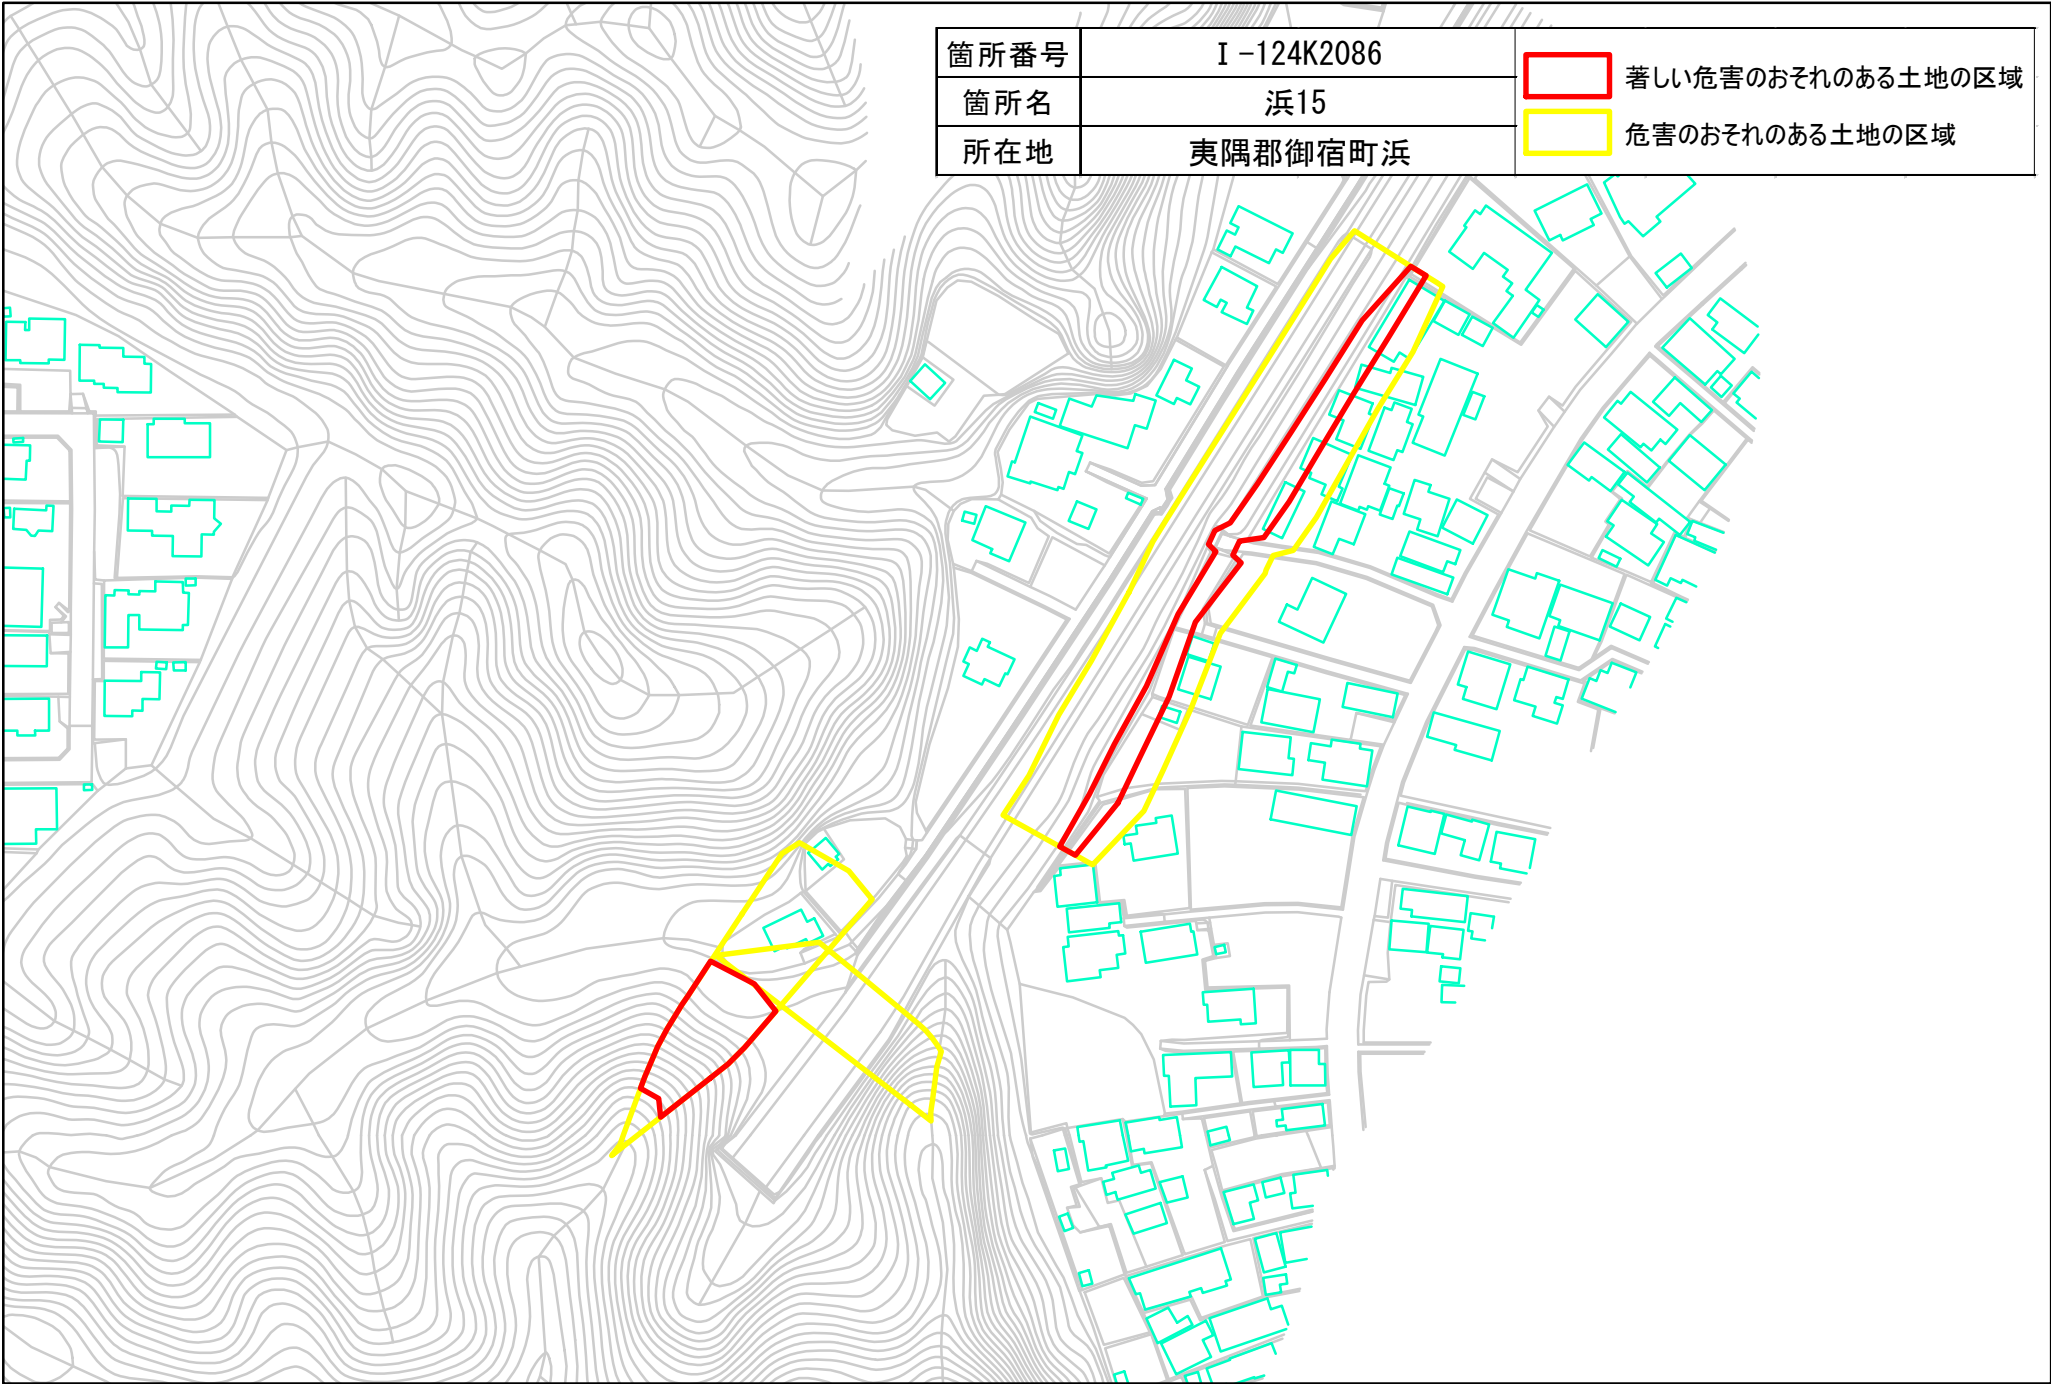 箇所番号 Ⅰ-124K2086
箇所名 浜15
所在地 夷隅郡御宿町浜
著しい危害のおそれのある土地の区域
危害のおそれのある土地の区域